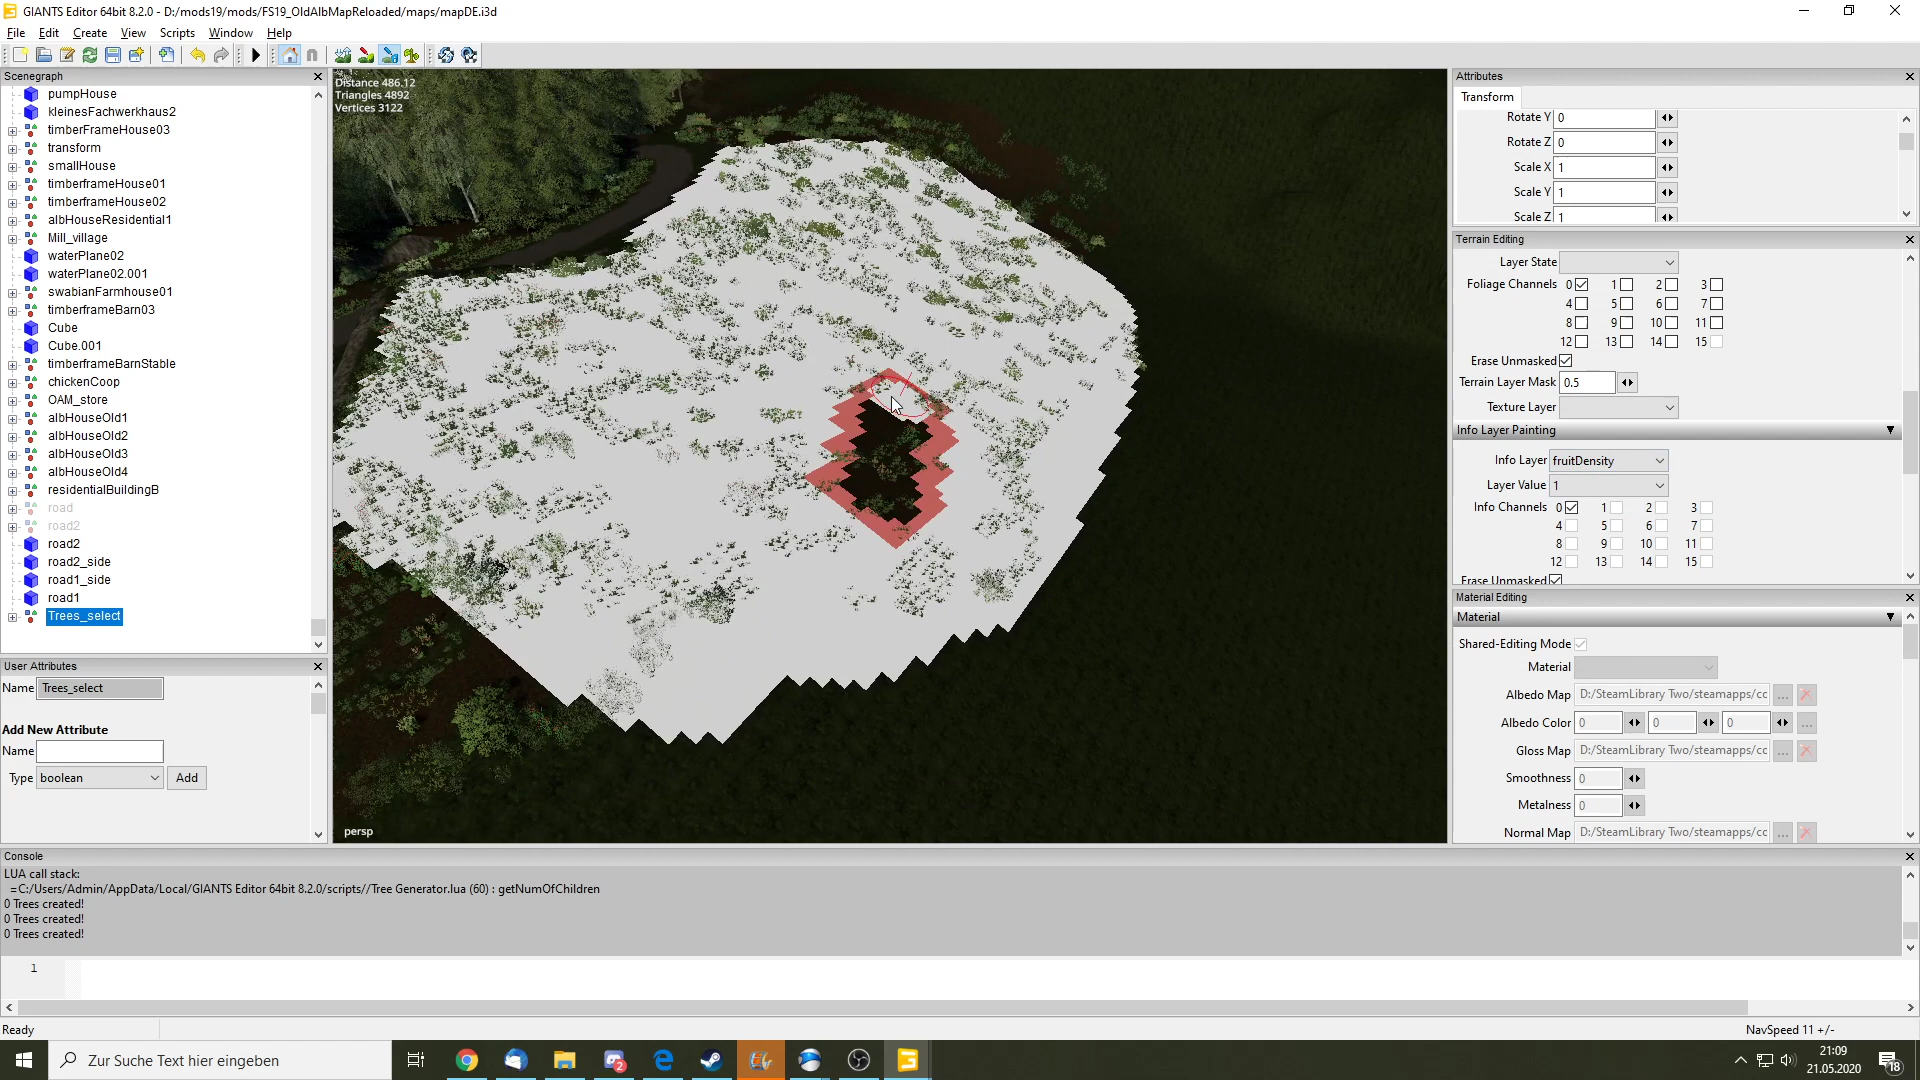 GIANTS Editor 64bit 8.2.0 - D:/mods19/mods/FS19_OldAlbMapReloaded/maps/mapDE.i3d
File Edit Create View Scripts Window Help
Scenegraph
pumpHouse
kleinesFachwerkhaus2
timberFrameHouse03
transform
smallHouse
timberframeHouse01
timberframeHouse02
albHouseResidential1
Mill_village
waterPlane02
waterPlane02.001
swabianFarmhouse01
timberframeBarn03
Cube
Cube.001
timberframeBarnStable
chickenCoop
OAM_store
albHouseOld1
albHouseOld2
albHouseOld3
albHouseOld4
residentialBuildingB
road
road2
road2
road2_side
road1_side
road1
Trees_select
User Attributes
Name Trees_select
Add New Attribute
Name
Type boolean Add
Distance 486.12
Triangles 4892
Vertices 3122
persp
Attributes
Transform
Rotate Y 0
Rotate Z 0
Scale X 1
Scale Y 1
Scale Z 1
Terrain Editing
Layer State
Foliage Channels 0 1 2 3
4 5 6 7
8 9 10 11
12 13 14 15
Erase Unmasked
Terrain Layer Mask 0.5
Texture Layer
Info Layer Painting
Info Layer fruitDensity
Layer Value 1
Info Channels 0 1 2 3
4 5 6 7
8 9 10 11
12 13 14 15
Erase Unmasked
Material Editing
Material
Shared-Editing Mode
Material
Albedo Map D:/SteamLibrary Two/steamapps/cc ...
Albedo Color 0 0 0 ...
Gloss Map D:/SteamLibrary Two/steamapps/cc ...
Smoothness 0
Metalness 0
Normal Map D:/SteamLibrary Two/steamapps/cc ...
Console
LUA call stack:
=C:/Users/Admin/AppData/Local/GIANTS Editor 64bit 8.2.0/scripts//Tree Generator.lua (60) : getNumOfChildren
0 Trees created!
0 Trees created!
0 Trees created!
1
Ready
NavSpeed 11 +/-
Zur Suche Text hier eingeben
2
21:09
21.05.2020
18